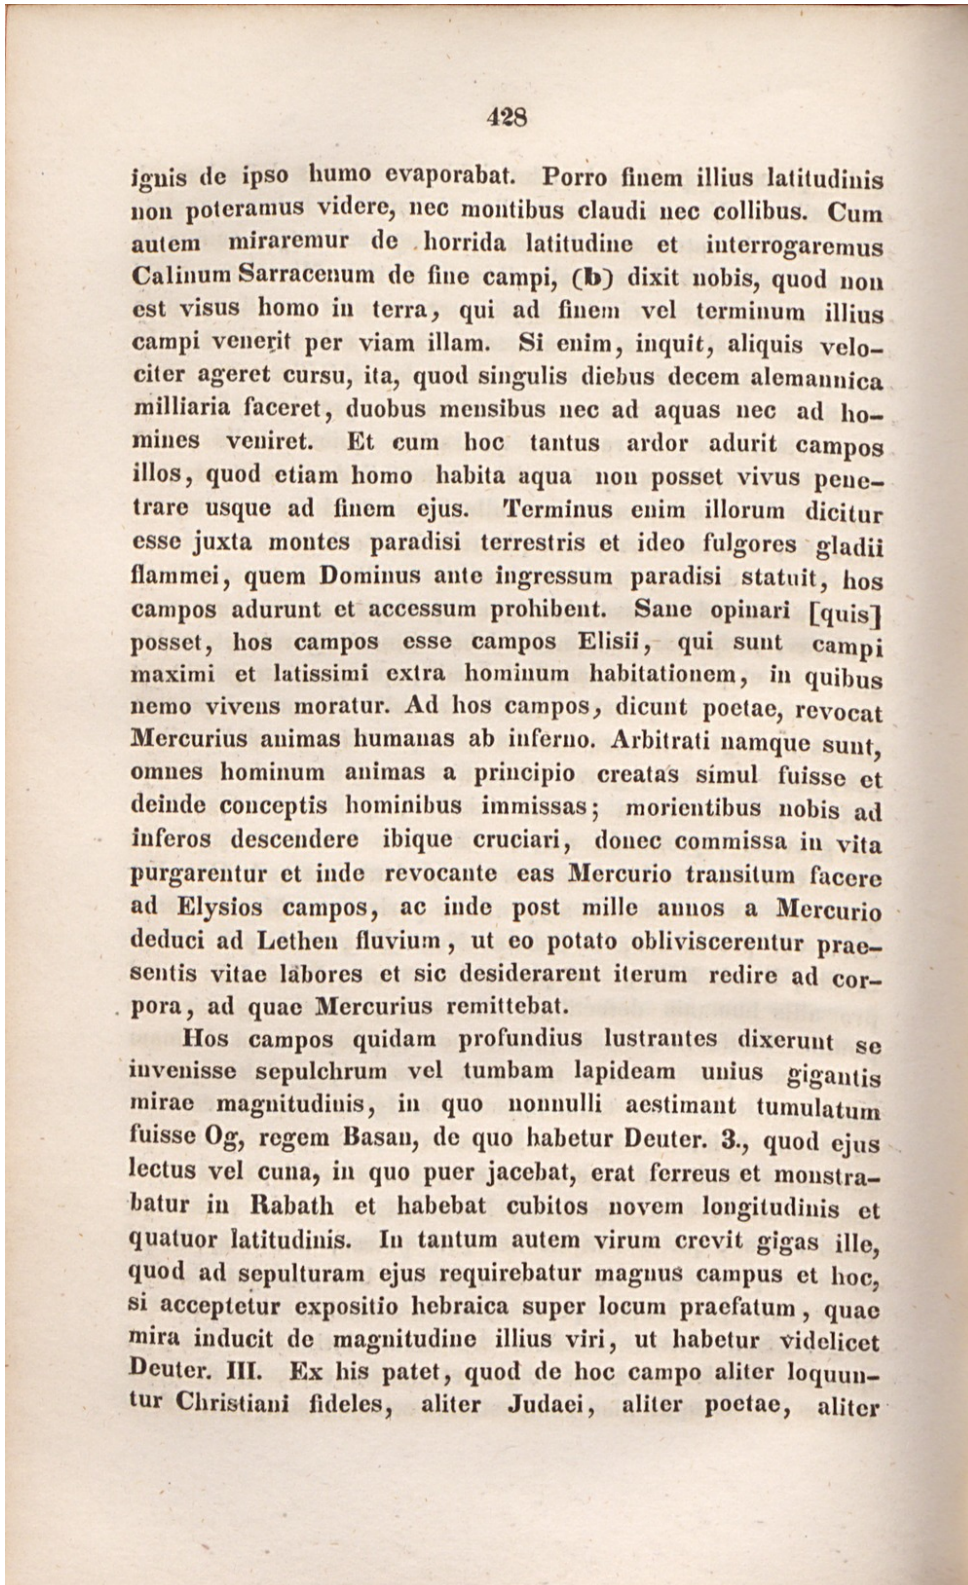 428
ignis de ipso humo evaporabat. Porro finem illius latitudinis
non poteramus videre, nec montibus claudi nec collibus. Cum
autem miraremur de horrida latitudine et interrogaremus
Calinum Sarracenum de fine campi, (b) dixit nobis, quod non
est visus homo in terra, qui ad finem vel terminum illius
campi venerit per viam illam. Si enim, inquit, aliquis velo-
citer ageret cursu, ita, quod singulis diebus decem alemannica
milliaria faceret, duobus mensibus nec ad aquas nec ad ho-
mines veniret. Et cum hoc tantus ardor adurit campos
illos, quod etiam homo habita aqua non posset vivus pene-
trare usque ad finem ejus. Terminus enim illorum dicitur
esse juxta montes paradisi terrestris et ideo fulgores gladii
flammei, quem Dominus ante ingressum paradisi statuit, hos
campos adurunt et accessum prohibent. Sane opinari [quis]
posset, hos campos esse campos Elisii, qui sunt campi
maximi et latissimi extra hominum habitationem, in quibus
nemo vivens moratur. Ad hos campos, dicunt poetae, revocat
Mercurius animas humanas ab inferno. Arbitrati namque sunt,
omnes hominum animas a principio creatas simul fuisse et
deinde conceptis hominibus immissas; morientibus nobis ad
inferos descendere ibique cruciari, donec commissa in vita
purgarentur et inde revocante eas Mercurio transitum facere
ad Elysios campos, ac inde post mille annos a Mercurio
deduci ad Lethen fluvium, ut eo potato obliviscerentur prae-
sentis vitae labores et sic desiderarent iterum redire ad cor-
pora, ad quae Mercurius remittebat.
Hos campos quidam profundius lustrantes dixerunt se
invenisse sepulchrum vel tumbam lapideam unius gigantis
mirae magnitudinis, in quo nonnulli aestimant tumulatum
fuisse Og, regem Basan, de quo habetur Deuter. 3., quod ejus
lectus vel cuna, in quo puer jacebat, erat ferreus et monstra-
batur in Rabath et habebat cubitos novem longitudinis et
quatuor latitudinis. In tantum autem virum crevit gigas ille,
quod ad sepulturam ejus requirebatur magnus campus et hoc,
si acceptetur expositio hebraica super locum praefatum, quae
mira inducit de magnitudine illius viri, ut habetur videlicet
Deuter. III. Ex his patet, quod de hoc campo aliter loquun-
tur Christiani fideles, aliter Judaei, aliter poetae, aliter